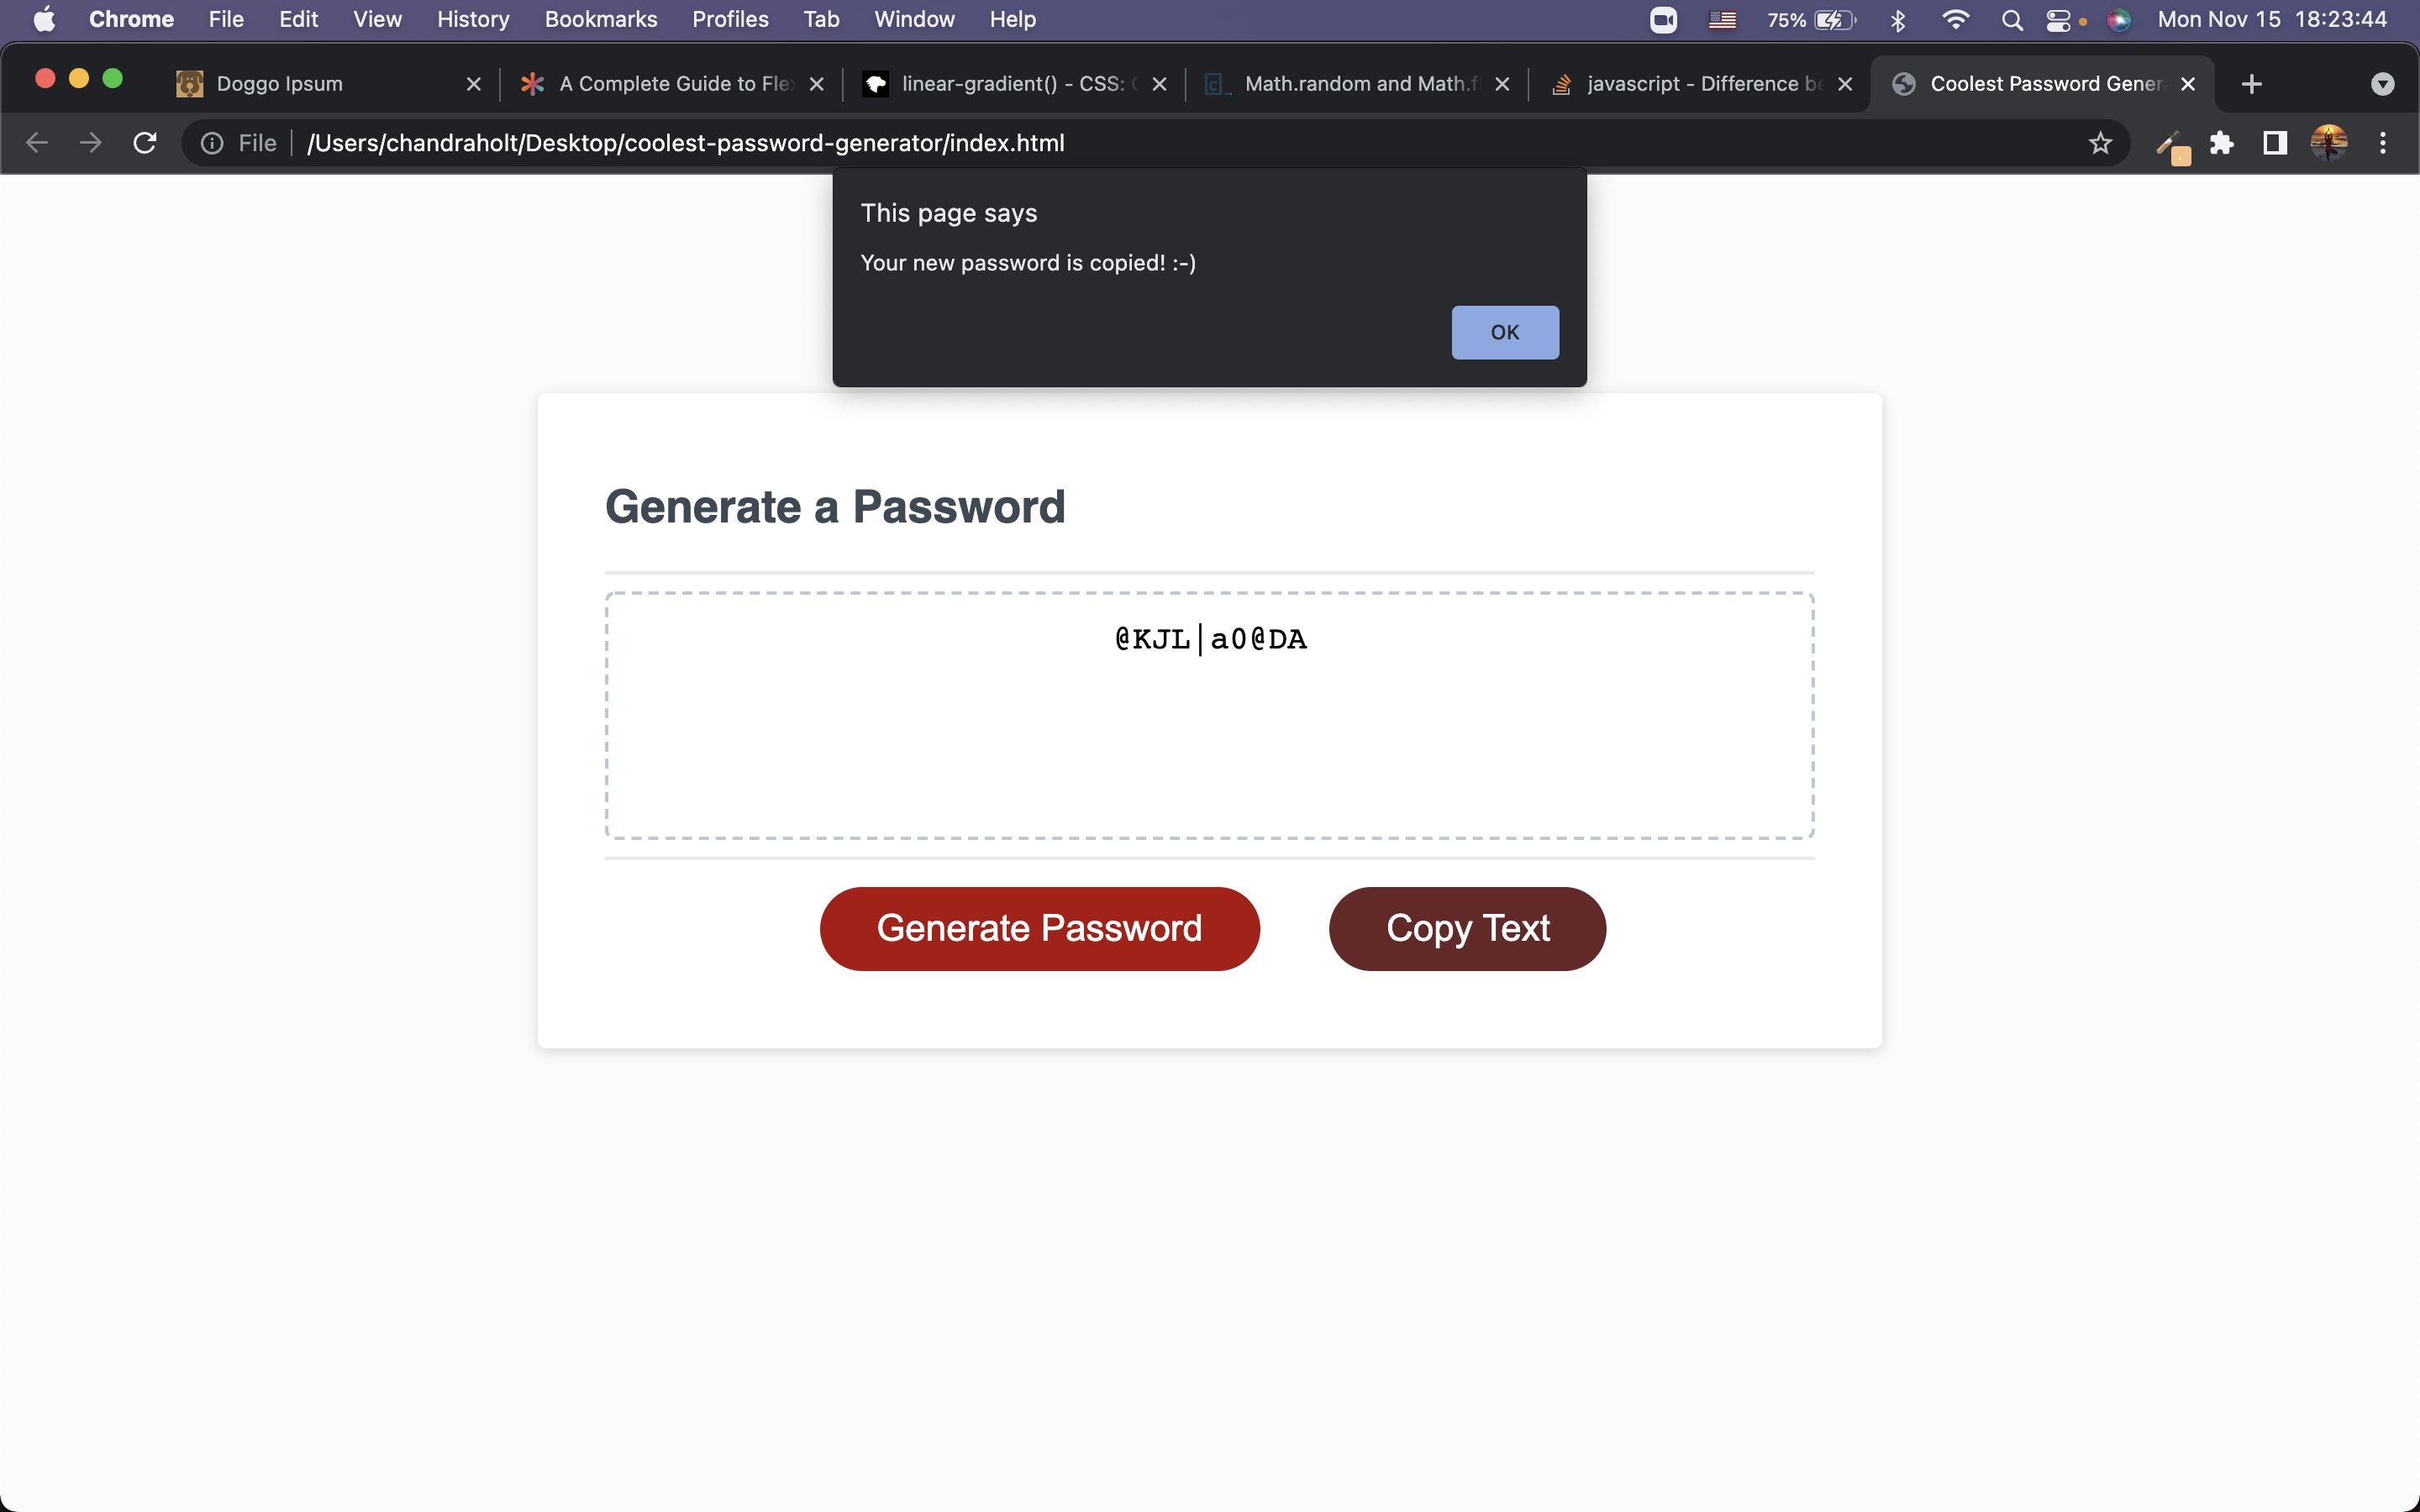 Chrome File Edit View History Bookmarks Profiles Tab Window Help 75% Mon Nov 15 18:23:44
Doggo Ipsum A Complete Guide to Fle linear-gradient() - CSS: Math.random and Math.f javascript - Difference be Coolest Password Gener
File /Users/chandraholt/Desktop/coolest-password-generator/index.html
This page says
Your new password is copied! :-)
OK
Generate a Password
@KJL|a0@DA
Generate Password Copy Text